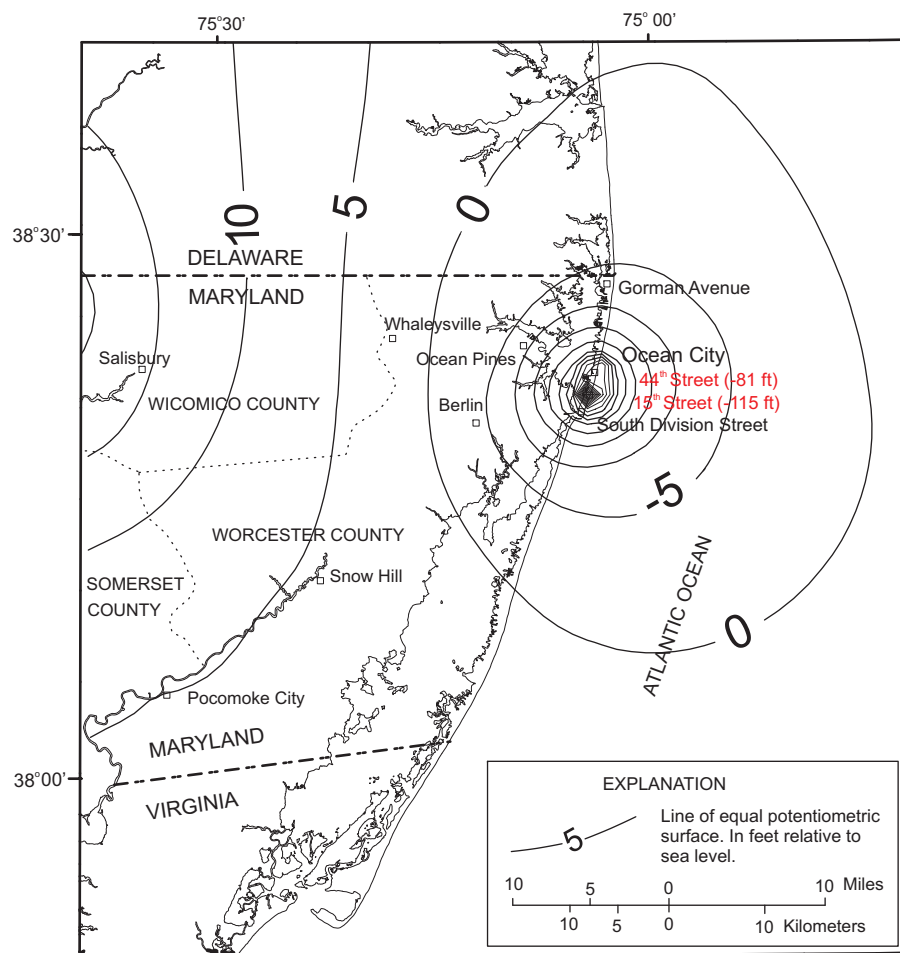 75°30'
75°00'
10
5
0
38°30'
DELAWARE
MARYLAND
Gorman Avenue
Whaleysville
Ocean Pines
Ocean City
Salisbury
44th Street (-81 ft)
15th Street (-115 ft)
WICOMICO COUNTY
Berlin
South Division Street
-5
WORCESTER COUNTY
SOMERSET
COUNTY
Snow Hill
ATLANTIC OCEAN
0
Pocomoke City
MARYLAND
38°00'
VIRGINIA
EXPLANATION
5
Line of equal potentiometric
surface. In feet relative to
sea level.
10 5 0 10 Miles
10 5 0 10 Kilometers